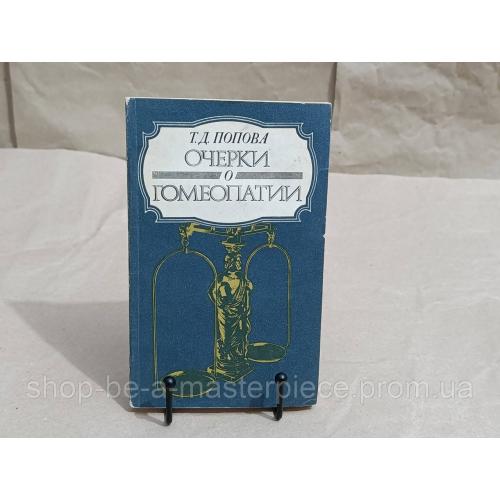 Т.Д. ПОПОВА
ОЧЕРКИ
О
ГОМЕОПАТИИ
shop-be-a-masterpiece.prom.ua